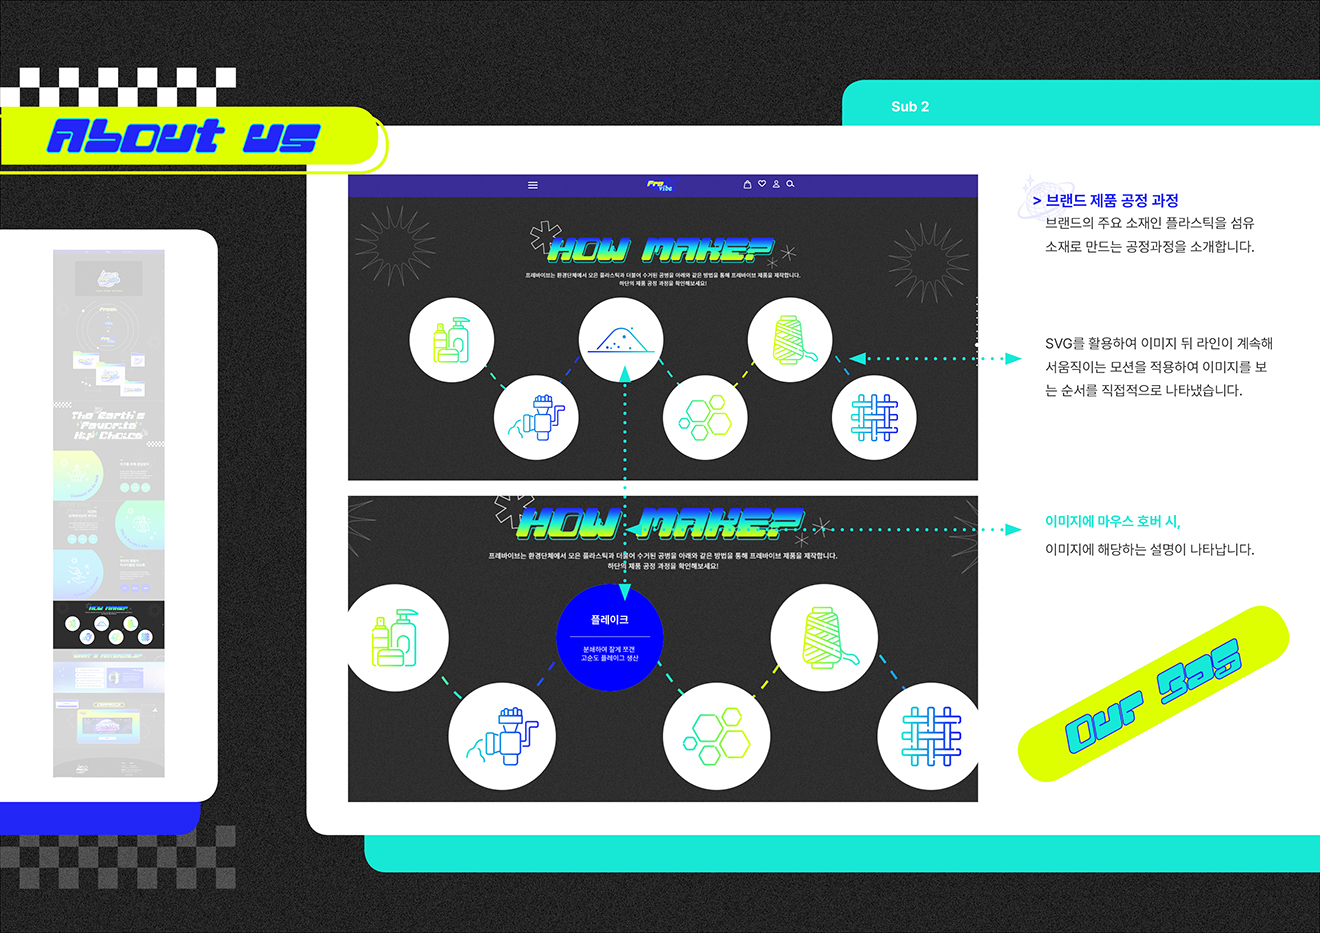 Sub 2
About us
Pre
vibe
HOW MAKE?
프레바이브는 환경단체에서 모은 플라스틱과 더불어 수거된 공병을 아래와 같은 방법을 통해 프레바이브 제품을 제작합니다.
하단의 제품 공정 과정을 확인해보세요!
> 브랜드 제품 공정 과정
브랜드의 주요 소재인 플라스틱을 섬유
소재로 만드는 공정과정을 소개합니다.
SVG를 활용하여 이미지 뒤 라인이 계속해
서움직이는 모션을 적용하여 이미지를 보
는 순서를 직접적으로 나타냈습니다.
HOW MAKE?
프레바이브는 환경단체에서 모은 플라스틱과 더불어 수거된 공병을 아래와 같은 방법을 통해 프레바이브 제품을 제작합니다.
하단의 제품 공정 과정을 확인해보세요!
플레이크
분쇄하여 잘게 쪼갠
고순도 플레이크 생산
이미지에 마우스 호버 시,
이미지에 해당하는 설명이 나타납니다.
Our Bag
The Earth's
Favorite
Hip Choice
HOW MAKE?